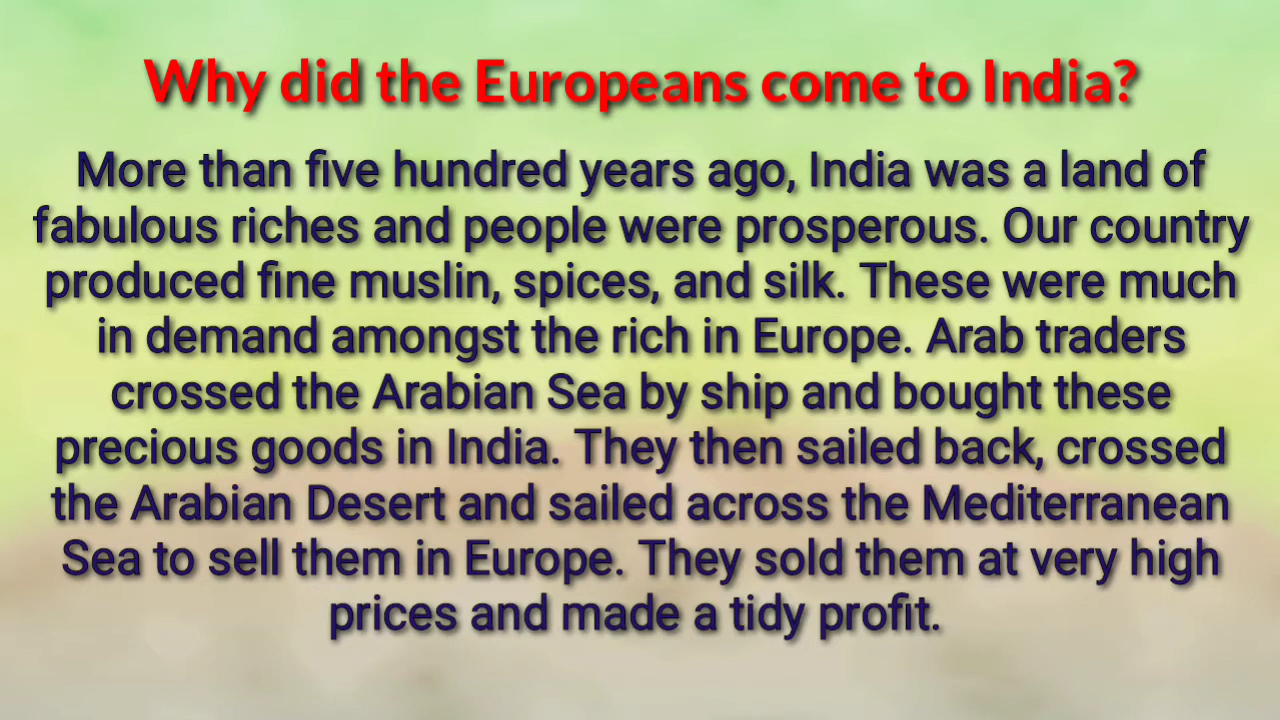 Why did the Europeans come to India?
More than five hundred years ago, India was a land of
fabulous riches and people were prosperous. Our country
produced fine muslin, spices, and silk. These were much
in demand amongst the rich in Europe. Arab traders
crossed the Arabian Sea by ship and bought these
precious goods in India. They then sailed back, crossed
the Arabian Desert and sailed across the Mediterranean
Sea to sell them in Europe. They sold them at very high
prices and made a tidy profit.